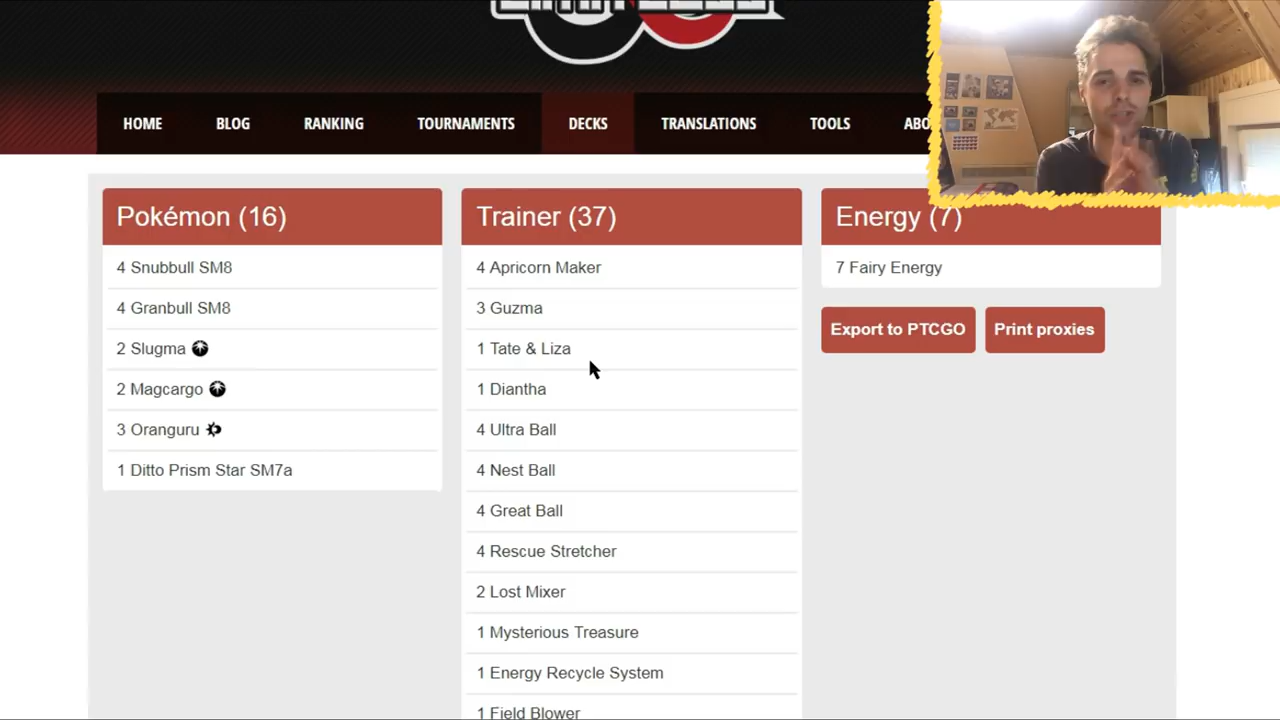 HOME BLOG RANKING TOURNAMENTS DECKS TRANSLATIONS TOOLS
Pokémon (16)
4 Snubbull SM8
4 Granbull SM8
2 Slugma
2 Magcargo
3 Oranguru
1 Ditto Prism Star SM7a
Trainer (37)
4 Apricorn Maker
3 Guzma
1 Tate & Liza
1 Diantha
4 Ultra Ball
4 Nest Ball
4 Great Ball
4 Rescue Stretcher
2 Lost Mixer
1 Mysterious Treasure
1 Energy Recycle System
1 Field Blower
Energy (7)
7 Fairy Energy
Export to PTCGO
Print proxies